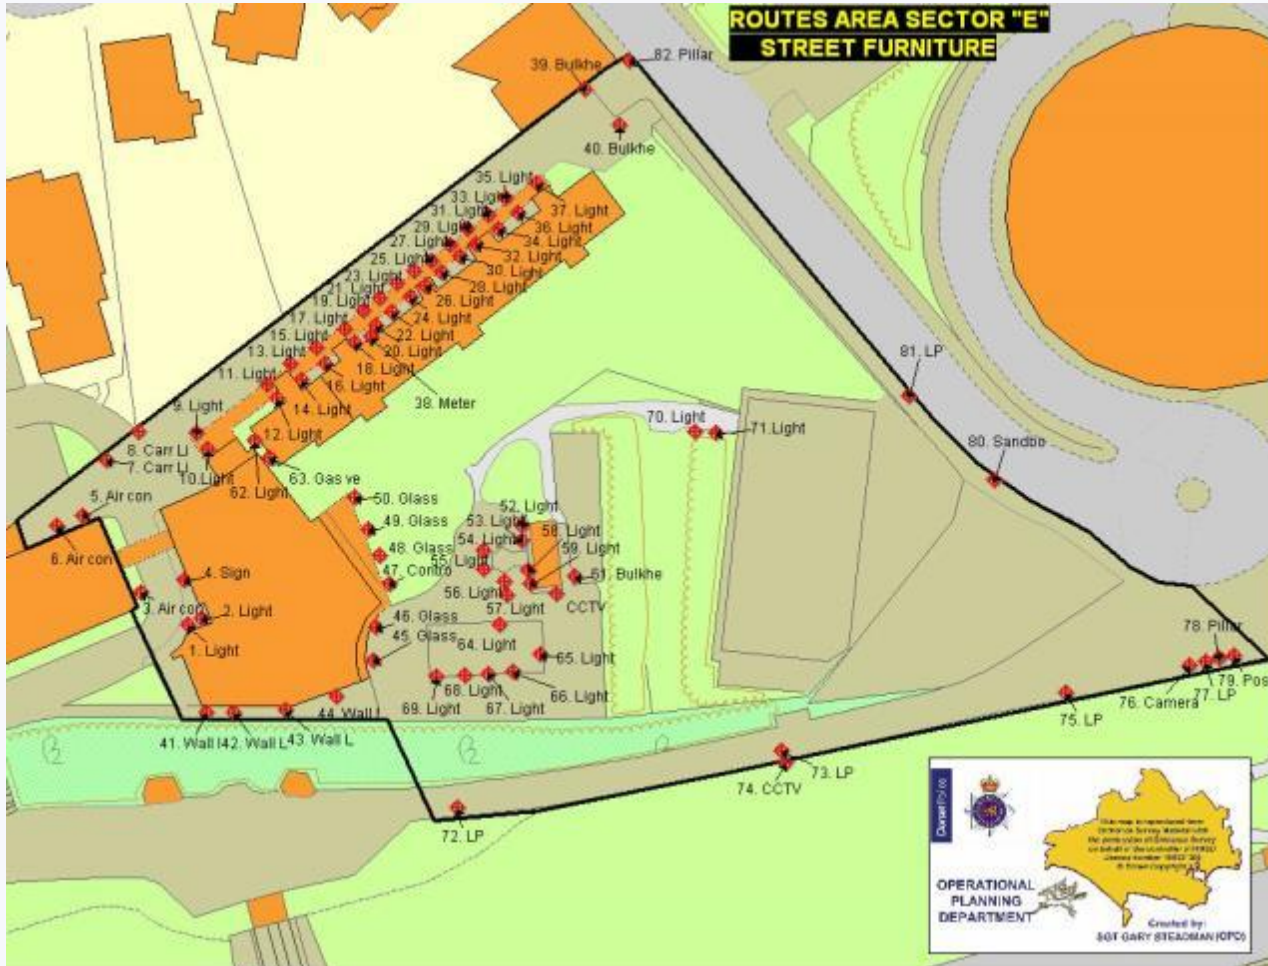 ROUTES AREA SECTOR "E"
STREET FURNITURE
82. Pillar
39. Bulkhe
40. Bulkhe
35. Light
33. Light
31. Light
37. Light
29. Light
36. Light
27. Light
34. Light
25. Light
32. Light
23. Light
30. Light
21. Light
28. Light
19. Light
26. Light
17. Light
24. Light
15. Light
22. Light
13. Light
20. Light
18. Light
11. Light
16. Light
81. LP
14. Light
38. Meter
9. Light
12. Light
70. Light
71. Light
8. Carr Li
7. Carr Li
80. Sandbo
10. Light
63. Gas ve
62. Light
5. Air con
50. Glass
52. Light
49. Glass
53. Light
58. Light
54. Light
6. Air con
48. Glass
55. Light
59. Light
4. Sign
47. Contro
51. Bulkhe
56. Light
57. Light
CCTV
3. Air con
2. Light
46. Glass
1. Light
45. Glass
64. Light
78. Pillar
65. Light
68. Light
66. Light
79. Pos
69. Light
67. Light
76. Camera
77. LP
44. Wall l
75. LP
41. Wall l
42. Wall L
43. Wall L
73. LP
74. CCTV
72. LP
Dorset Police
OPERATIONAL
PLANNING
DEPARTMENT
Created by:
SGT GARY STEADMAN (OPD)